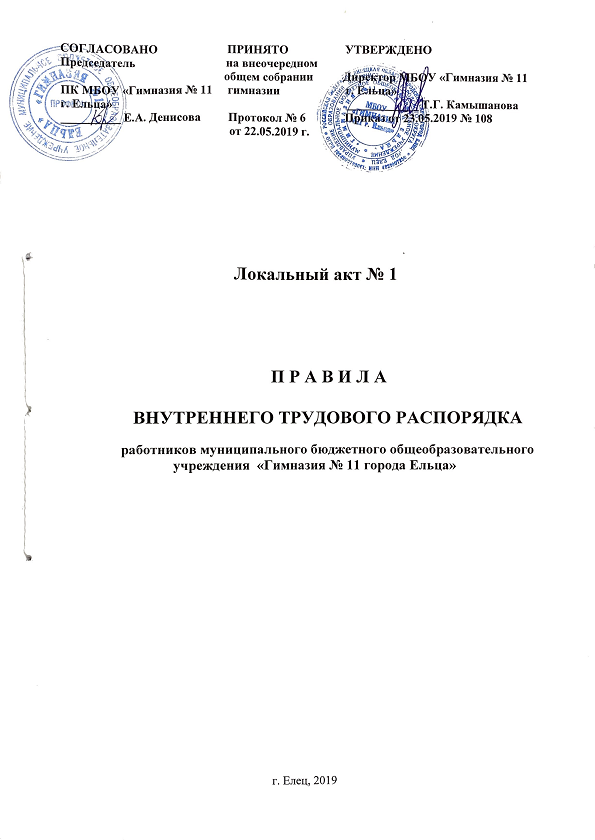 СОГЛАСОВАНО
Председатель
ПК МБОУ «Гимназия № 11
г. Ельца»
Е.А. Денисова
ПРИНЯТО
на внеочередном
общем собрании
гимназии
Протокол № 6
от 22.05.2019 г.
УТВЕРЖДЕНО
Директор МБОУ «Гимназия № 11
г. Ельца»
Т.Г. Камышанова
Приказ от 23.05.2019 № 108
Локальный акт № 1
П Р А В И Л А
ВНУТРЕННЕГО ТРУДОВОГО РАСПОРЯДКА
работников муниципального бюджетного общеобразовательного
учреждения «Гимназия № 11 города Ельца»
г. Елец, 2019